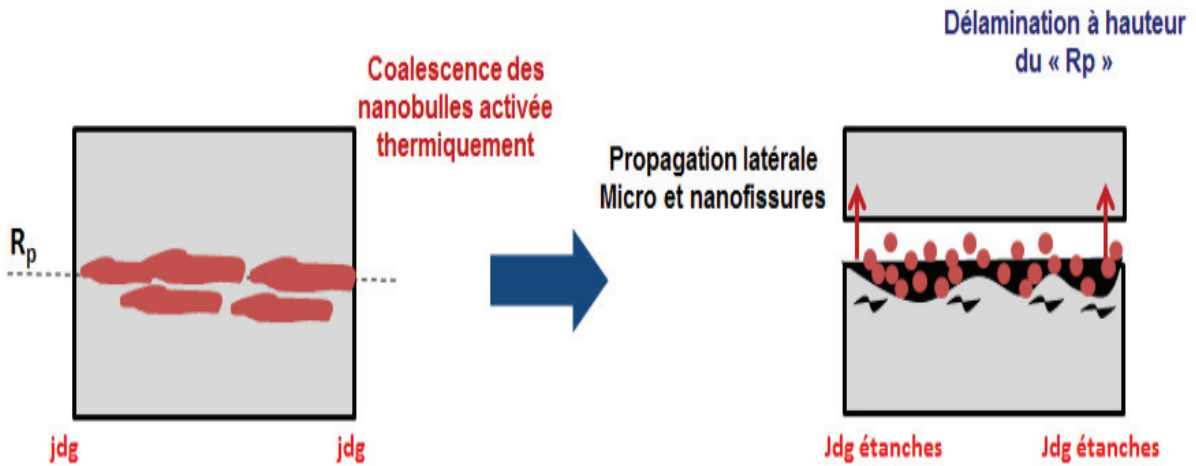 Coalescence des
nanobulles activée
thermiquement
Rp
jdg
jdg
Propagation latérale
Micro et nanofissures
Délamination à hauteur
du « Rp »
Jdg étanches
Jdg étanches